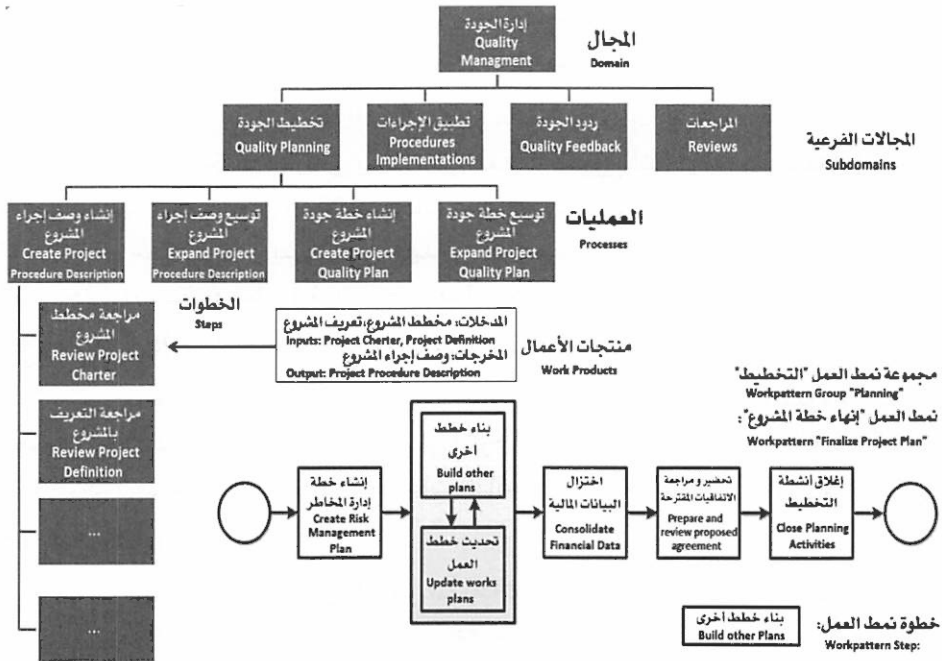 إدارة الجودة
Quality
Managment
المجال
Domain
تخطيط الجودة
Quality Planning
تطبيق الإجراءات
Procedures
Implementations
ردود الجودة
Quality Feedback
المراجعات
Reviews
المجالات الفرعية
Subdomains
إنشاء وصف إجراء
المشروع
Create Project
Procedure Description
توسيع وصف إجراء
المشروع
Expand Project
Procedure Description
إنشاء خطة جودة
المشروع
Create Project
Quality Plan
توسيع خطة جودة
المشروع
Expand Project
Quality Plan
العمليات
Processes
الخطوات
Steps
مراجعة مخطط
المشروع
Review Project
Charter
المدخلات: مخطط المشروع، تعريف المشروع
Inputs: Project Charter, Project Definition
المخرجات: وصف إجراء المشروع
Output: Project Procedure Description
منتجات الأعمال
Work Products
مراجعة التعريف
بالمشروع
Review Project
Definition
...
...
مجموعة نمط العمل "التخطيط"
Workpattern Group "Planning"
نمط العمل "إنهاء خطة المشروع":
Workpattern "Finalize Project Plan"
إنشاء خطة
إدارة المخاطر
Create Risk
Management
Plan
بناء خطط
أخرى
Build other
plans
تحديث خطط
العمل
Update works
plans
اختزال
البيانات المالية
Consolidate
Financial Data
تحضير و مراجعة
الاتفاقيات المقترحة
Prepare and
review proposed
agreement
إغلاق أنشطة
التخطيط
Close Planning
Activities
بناء خطط أخرى
Build other Plans
خطوة نمط العمل:
Workpattern Step: